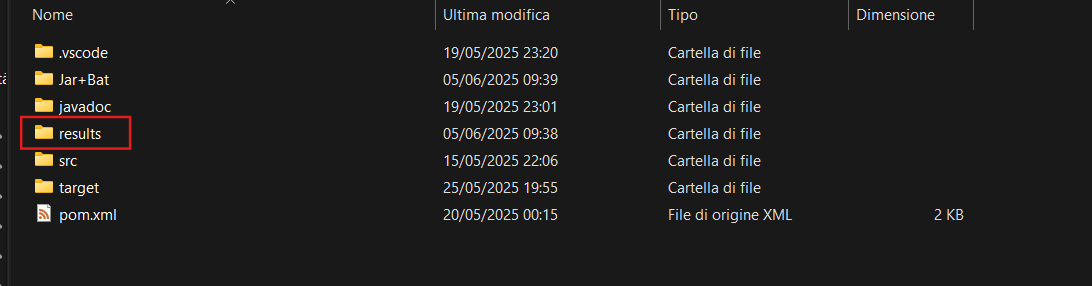 Nome Ultima modifica Tipo Dimensione
.vscode 19/05/2025 23:20 Cartella di file
Jar+Bat 05/06/2025 09:39 Cartella di file
javadoc 19/05/2025 23:01 Cartella di file
results 05/06/2025 09:38 Cartella di file
src 15/05/2025 22:06 Cartella di file
target 25/05/2025 19:55 Cartella di file
pom.xml 20/05/2025 00:15 File di origine XML 2 KB